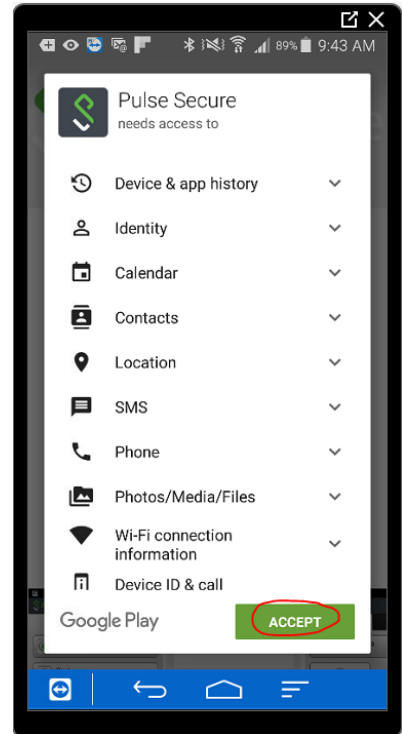 89% 9:43 AM
Pulse Secure
needs access to
Device & app history
Identity
Calendar
Contacts
Location
SMS
Phone
Photos/Media/Files
Wi-Fi connection
information
Device ID & call
Google Play
ACCEPT